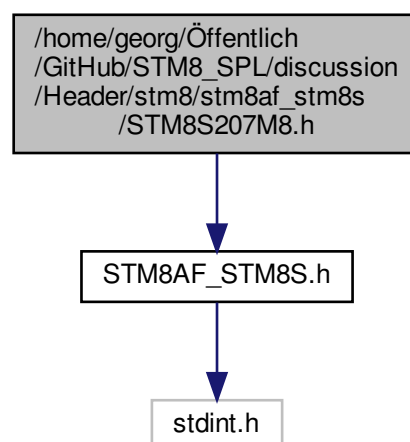 /home/georg/Öffentlich
/GitHub/STM8_SPL/discussion
/Header/stm8/stm8af_stm8s
/STM8S207M8.h
STM8AF_STM8S.h
stdint.h